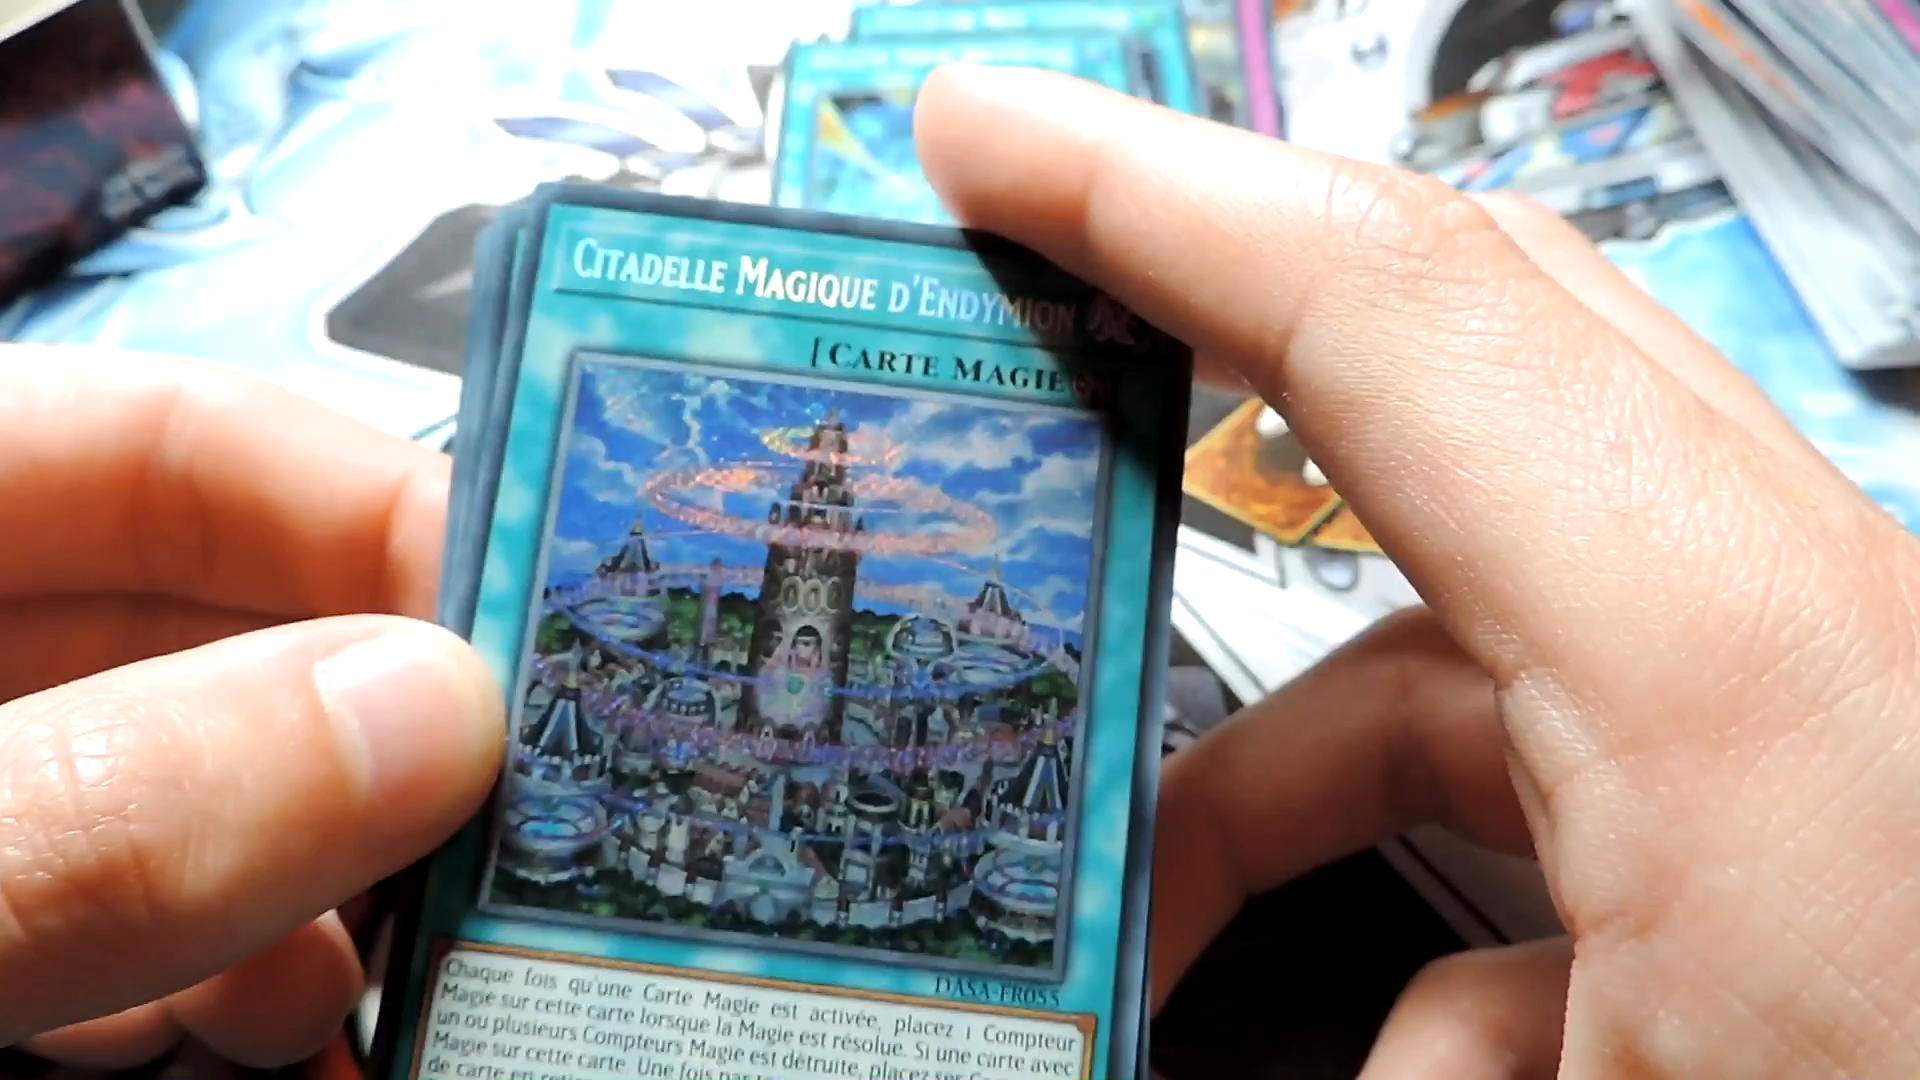 CITADELLE MAGIQUE D'ENDYMION
[CARTE MAGIE
DASA-FR055
Chaque fois qu'une Carte Magie est activée, placez 1 Compteur
Magie sur cette carte lorsque la Magie est résolue. Si une carte avec
un ou plusieurs Compteurs Magie est détruite, placez
Magie sur cette carte. Une fois par
de carte en